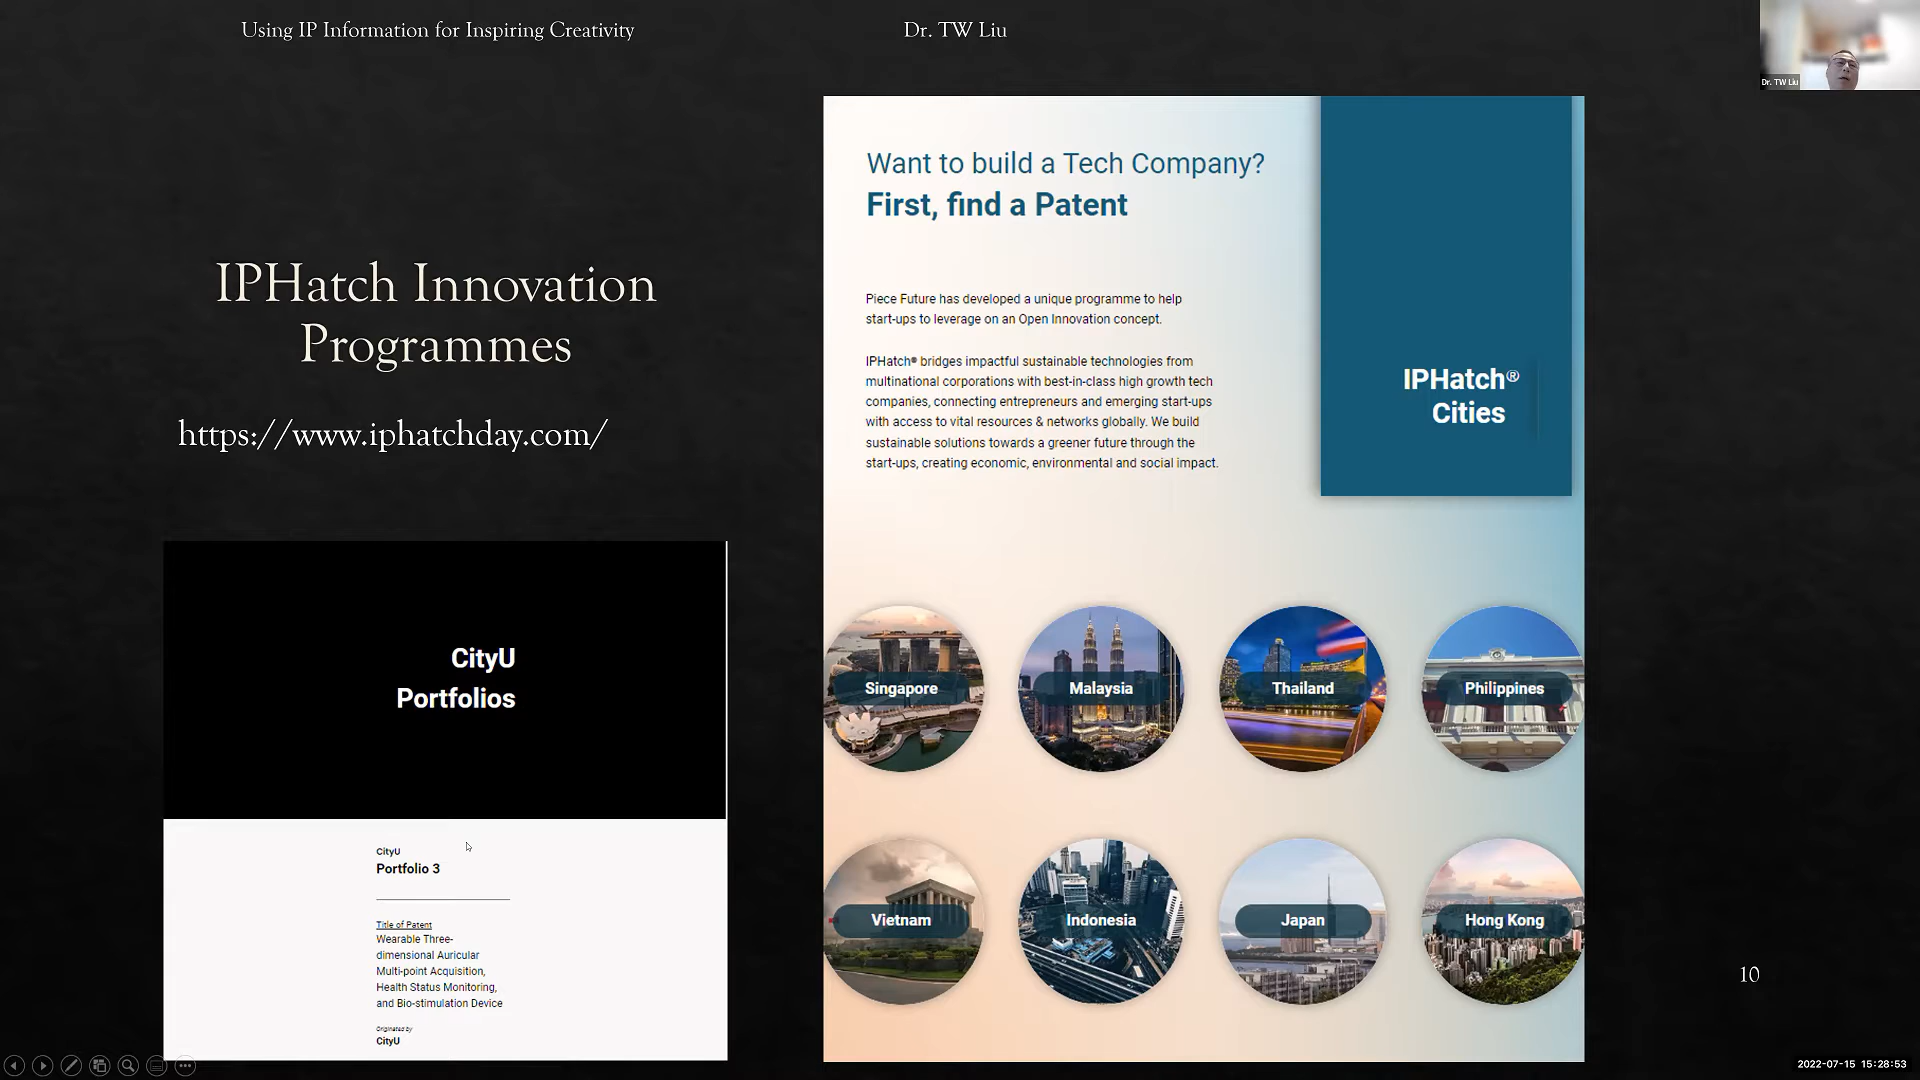 Using IP Information for Inspiring Creativity
Dr. TW Liu
Dr. TW Liu
IPHatch Innovation
Programmes
https://www.iphatchday.com/
CityU
Portfolios
CityU
Portfolio 3
Title of Patent
Wearable Three-
dimensional Auricular
Multi-point Acquisition,
Health Status Monitoring,
and Bio-stimulation Device
Originated by
CityU
Want to build a Tech Company?
First, find a Patent
Piece Future has developed a unique programme to help
start-ups to leverage on an Open Innovation concept.
IPHatch® bridges impactful sustainable technologies from
multinational corporations with best-in-class high growth tech
companies, connecting entrepreneurs and emerging start-ups
with access to vital resources & networks globally. We build
sustainable solutions towards a greener future through the
start-ups, creating economic, environmental and social impact.
IPHatch®
Cities
Singapore
Malaysia
Thailand
Philippines
Vietnam
Indonesia
Japan
Hong Kong
10
2022-07-15 15:28:53